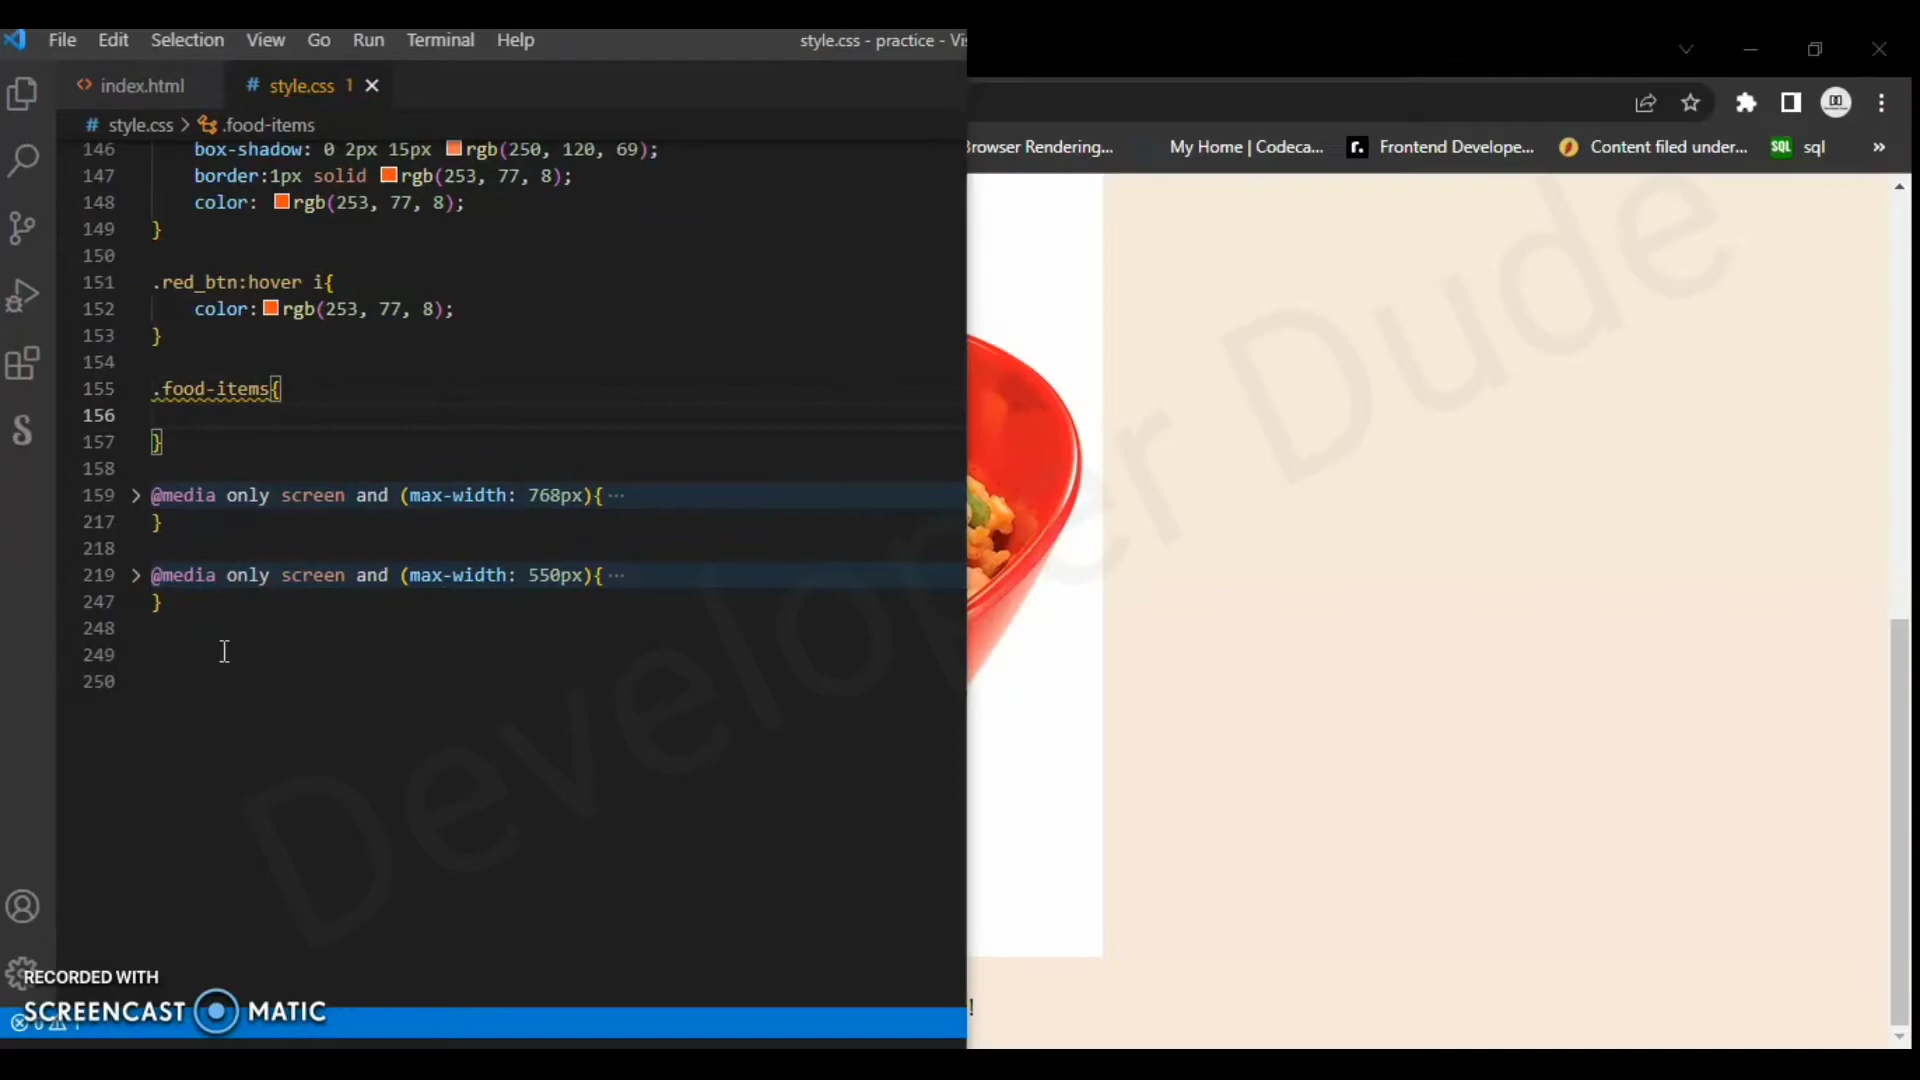 File Edit Selection View Go Run Terminal Help style.css - practice - Vi
index.html # style.css 1
# style.css > .food-items
Browser Rendering... My Home | Codeca... r. Frontend Develope... Content filed under... SQL sql »
146 box-shadow: 0 2px 15px rgb(250, 120, 69);
147 border:1px solid rgb(253, 77, 8);
148 color: rgb(253, 77, 8);
149 }
150
151 .red_btn:hover i{
152 color: rgb(253, 77, 8);
153 }
154
155 .food-items{
156
157 }
158
159 @media only screen and (max-width: 768px){ ···
217 }
218
219 @media only screen and (max-width: 550px){ ···
247 }
248
249
250
Developer Dude
RECORDED WITH
SCREENCAST MATIC
!